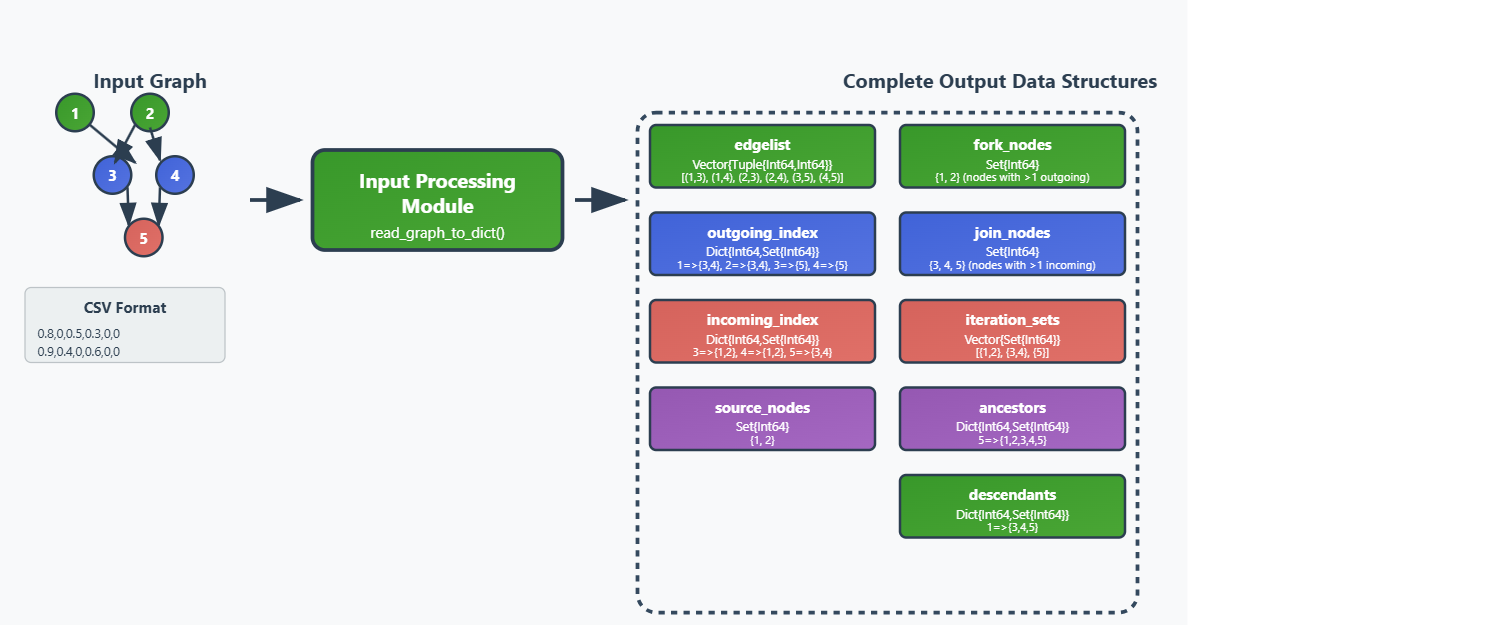 Input Graph
1
2
3
4
5
CSV Format
0.8,0,0.5,0.3,0,0
0.9,0.4,0,0.6,0,0
Input Processing
Module
read_graph_to_dict()
Complete Output Data Structures
edgelist
Vector{Tuple{Int64,Int64}}
[(1,3), (1,4), (2,3), (2,4), (3,5), (4,5)]
fork_nodes
Set{Int64}
{1, 2} (nodes with >1 outgoing)
outgoing_index
Dict{Int64,Set{Int64}}
1=>{3,4}, 2=>{3,4}, 3=>{5}, 4=>{5}
join_nodes
Set{Int64}
{3, 4, 5} (nodes with >1 incoming)
incoming_index
Dict{Int64,Set{Int64}}
3=>{1,2}, 4=>{1,2}, 5=>{3,4}
iteration_sets
Vector{Set{Int64}}
[{1,2}, {3,4}, {5}]
source_nodes
Set{Int64}
{1, 2}
ancestors
Dict{Int64,Set{Int64}}
5=>{1,2,3,4,5}
descendants
Dict{Int64,Set{Int64}}
1=>{3,4,5}